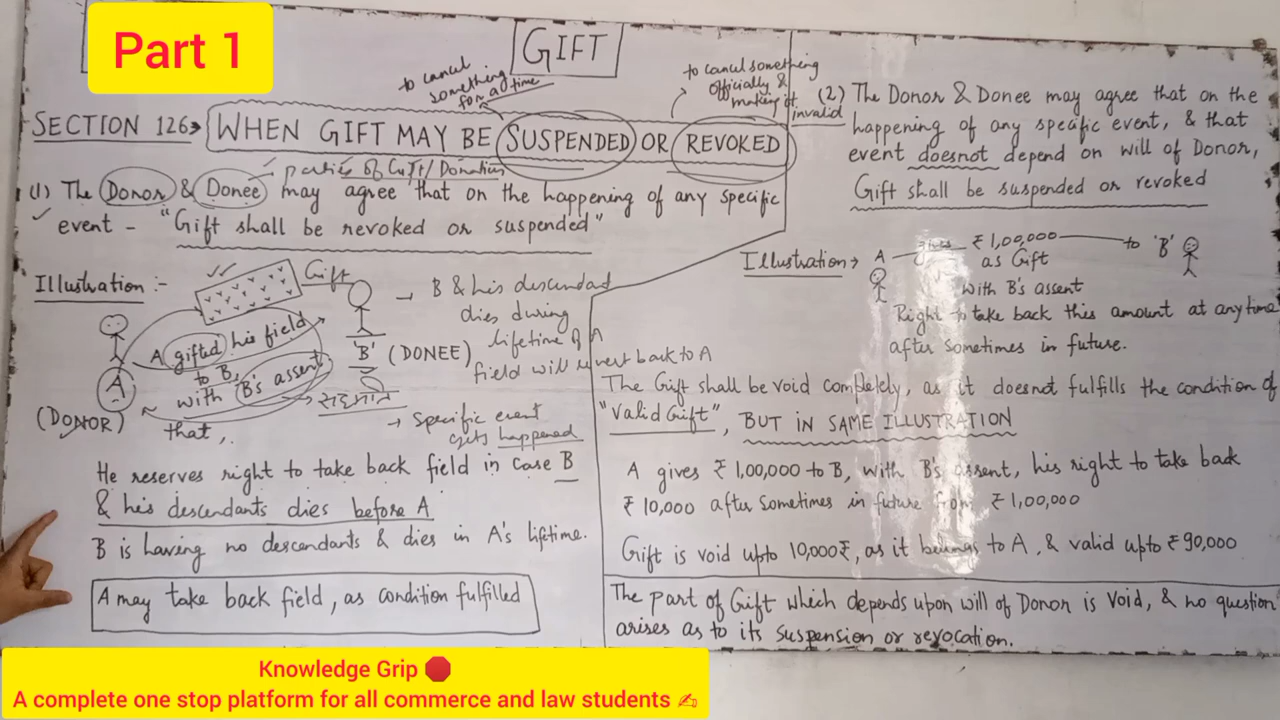 Part 1
GIFT
to cancel
something
for a time
to cancel something
officially &
making it
invalid
SECTION 126→ WHEN GIFT MAY BE SUSPENDED OR REVOKED
parties of Gift/Donation
(1) The Donor & Donee may agree that on the happening of any specific
event - "Gift shall be revoked or suspended"
Illustration :-
Gift
A gifted his field
to B,
with B's assent
that,
A
(DONOR)
'B' (DONEE)
→ B & his descendad
dies during
lifetime of A
field will revert back to A
→ Specific event
gets happened
He reserves right to take back field in case B
& his descendants dies before A
B is having no descendants & dies in A's lifetime.
A may take back field, as condition fulfilled
(2) The Donor & Donee may agree that on the
happening of any specific event, & that
event doesnot depend on will of Donor,
Gift shall be suspended or revoked
Illustration→ A gives ₹1,00,000 to 'B'
as Gift
with B's assent
Right to take back this amount at anytime
after sometimes in future.
The Gift shall be void completely, as it doesnot fulfills the condition of
"Valid Gift", BUT IN SAME ILLUSTRATION
A gives ₹1,00,000 to B, with B's assent, his right to take back
₹10,000 after sometimes in future from ₹1,00,000
Gift is void upto 10,000₹, as it belongs to A, & valid upto ₹90,000
The part of Gift which depends upon will of Donor is void, & no question
arises as to its suspension or revocation.
Knowledge Grip 🛑
A complete one stop platform for all commerce and law students ✍